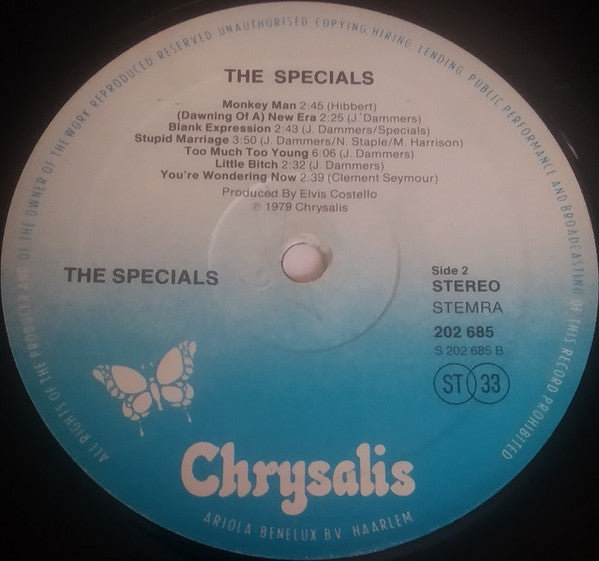 ALL RIGHTS OF THE PRODUCER AND OF THE OWNER OF THE WORK REPRODUCED RESERVED UNAUTHORISED COPYING, HIRING, LENDING, PUBLIC PERFORMANCE AND BROADCASTING OF THIS RECORD PROHIBITED
THE SPECIALS
Monkey Man 2:45 (Hibbert)
(Dawning Of A) New Era 2:25 (J. Dammers)
Blank Expression 2:43 (J. Dammers/Specials)
Stupid Marriage 3:50 (J. Dammers/N. Staple/M. Harrison)
Too Much Too Young 6:06 (J. Dammers)
Little Bitch 2:32 (J. Dammers)
You're Wondering Now 2:39 (Clement Seymour)
Produced By Elvis Costello
℗ 1979 Chrysalis
THE SPECIALS
Side 2
STEREO
STEMRA
202 685
S 202 685 B
ST 33
Chrysalis
ARIOLA BENELUX B.V. HAARLEM